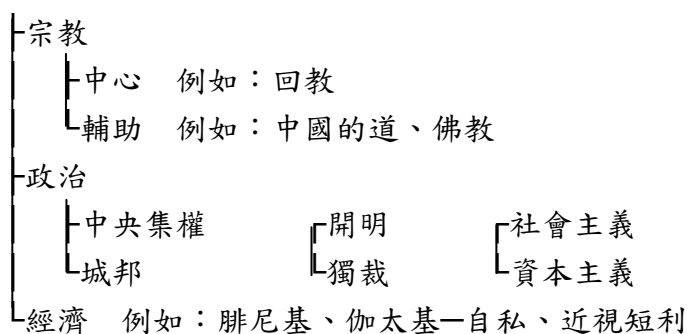 宗教
中心 例如：回教
輔助 例如：中國的道、佛教
政治
中央集權 開明 社會主義
城邦 獨裁 資本主義
經濟 例如：腓尼基、伽太基─自私、近視短利